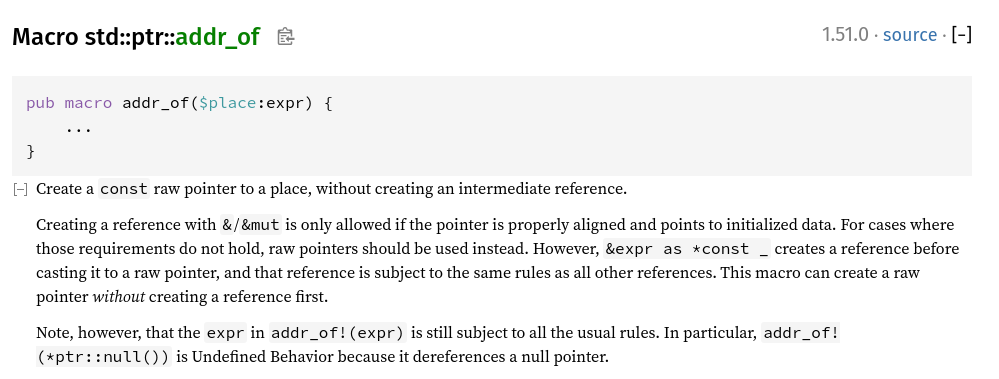 Macro std::ptr::addr_of
1.51.0 · source · [−]
pub macro addr_of($place:expr) {
    ...
}
[−] Create a const raw pointer to a place, without creating an intermediate reference.
Creating a reference with &/&mut is only allowed if the pointer is properly aligned and points to initialized data. For cases where
those requirements do not hold, raw pointers should be used instead. However, &expr as *const _ creates a reference before
casting it to a raw pointer, and that reference is subject to the same rules as all other references. This macro can create a raw
pointer without creating a reference first.
Note, however, that the expr in addr_of!(expr) is still subject to all the usual rules. In particular, addr_of!
(*ptr::null()) is Undefined Behavior because it dereferences a null pointer.